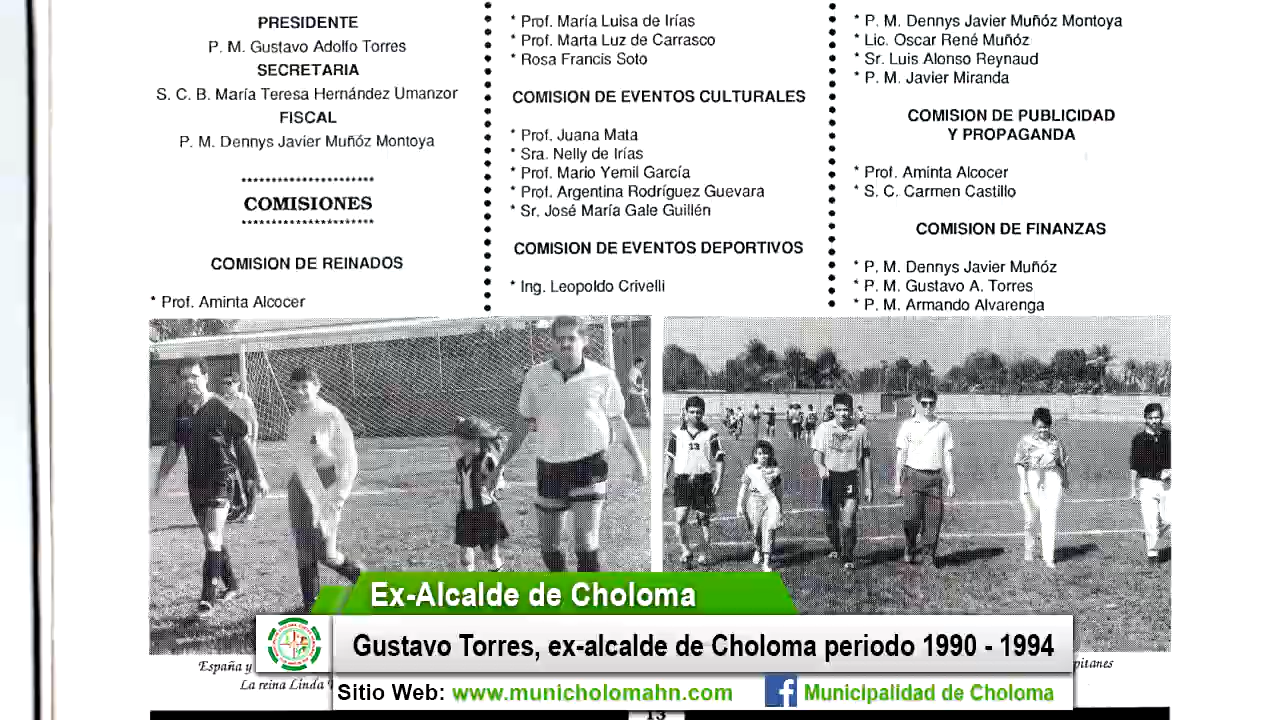 PRESIDENTE
P. M. Gustavo Adolfo Torres
SECRETARIA
S. C. B. María Teresa Hernández Umanzor
FISCAL
P. M. Dennys Javier Muñóz Montoya
**********************
COMISIONES
**********************
COMISION DE REINADOS
* Prof. Aminta Alcocer
* Prof. María Luisa de Irías
* Prof. Marta Luz de Carrasco
* Rosa Francis Soto
COMISION DE EVENTOS CULTURALES
* Prof. Juana Mata
* Sra. Nelly de Irías
* Prof. Mario Yemil García
* Prof. Argentina Rodríguez Guevara
* Sr. José María Gale Guillén
COMISION DE EVENTOS DEPORTIVOS
* Ing. Leopoldo Crivelli
* P. M. Dennys Javier Muñóz Montoya
* Lic. Oscar René Muñóz
* Sr. Luis Alonso Reynaud
* P. M. Javier Miranda
COMISION DE PUBLICIDAD
Y PROPAGANDA
* Prof. Aminta Alcocer
* S. C. Carmen Castillo
COMISION DE FINANZAS
* P. M. Dennys Javier Muñóz
* P. M. Gustavo A. Torres
* P. M. Armando Alvarenga
13
3
Ex-Alcalde de Choloma
Gustavo Torres, ex-alcalde de Choloma periodo 1990 - 1994
España y
La reina Linda
Sitio Web: www.municholomahn.com
Municipalidad de Choloma
13